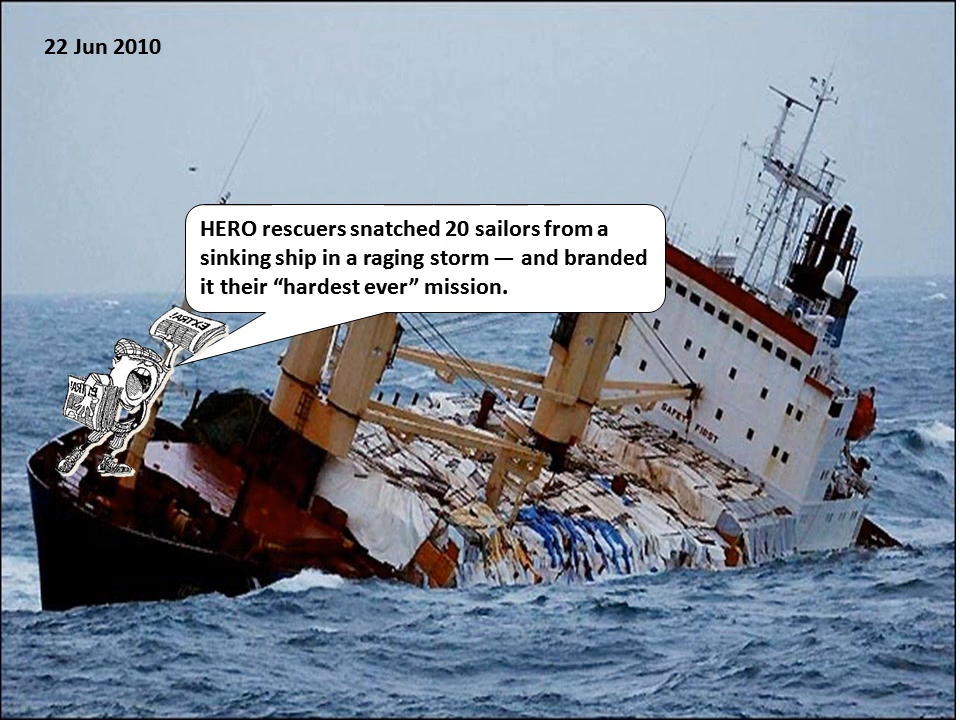 22 Jun 2010
HERO rescuers snatched 20 sailors from a
sinking ship in a raging storm — and branded
it their “hardest ever” mission.
EXTRA!
SAFETY FIRST